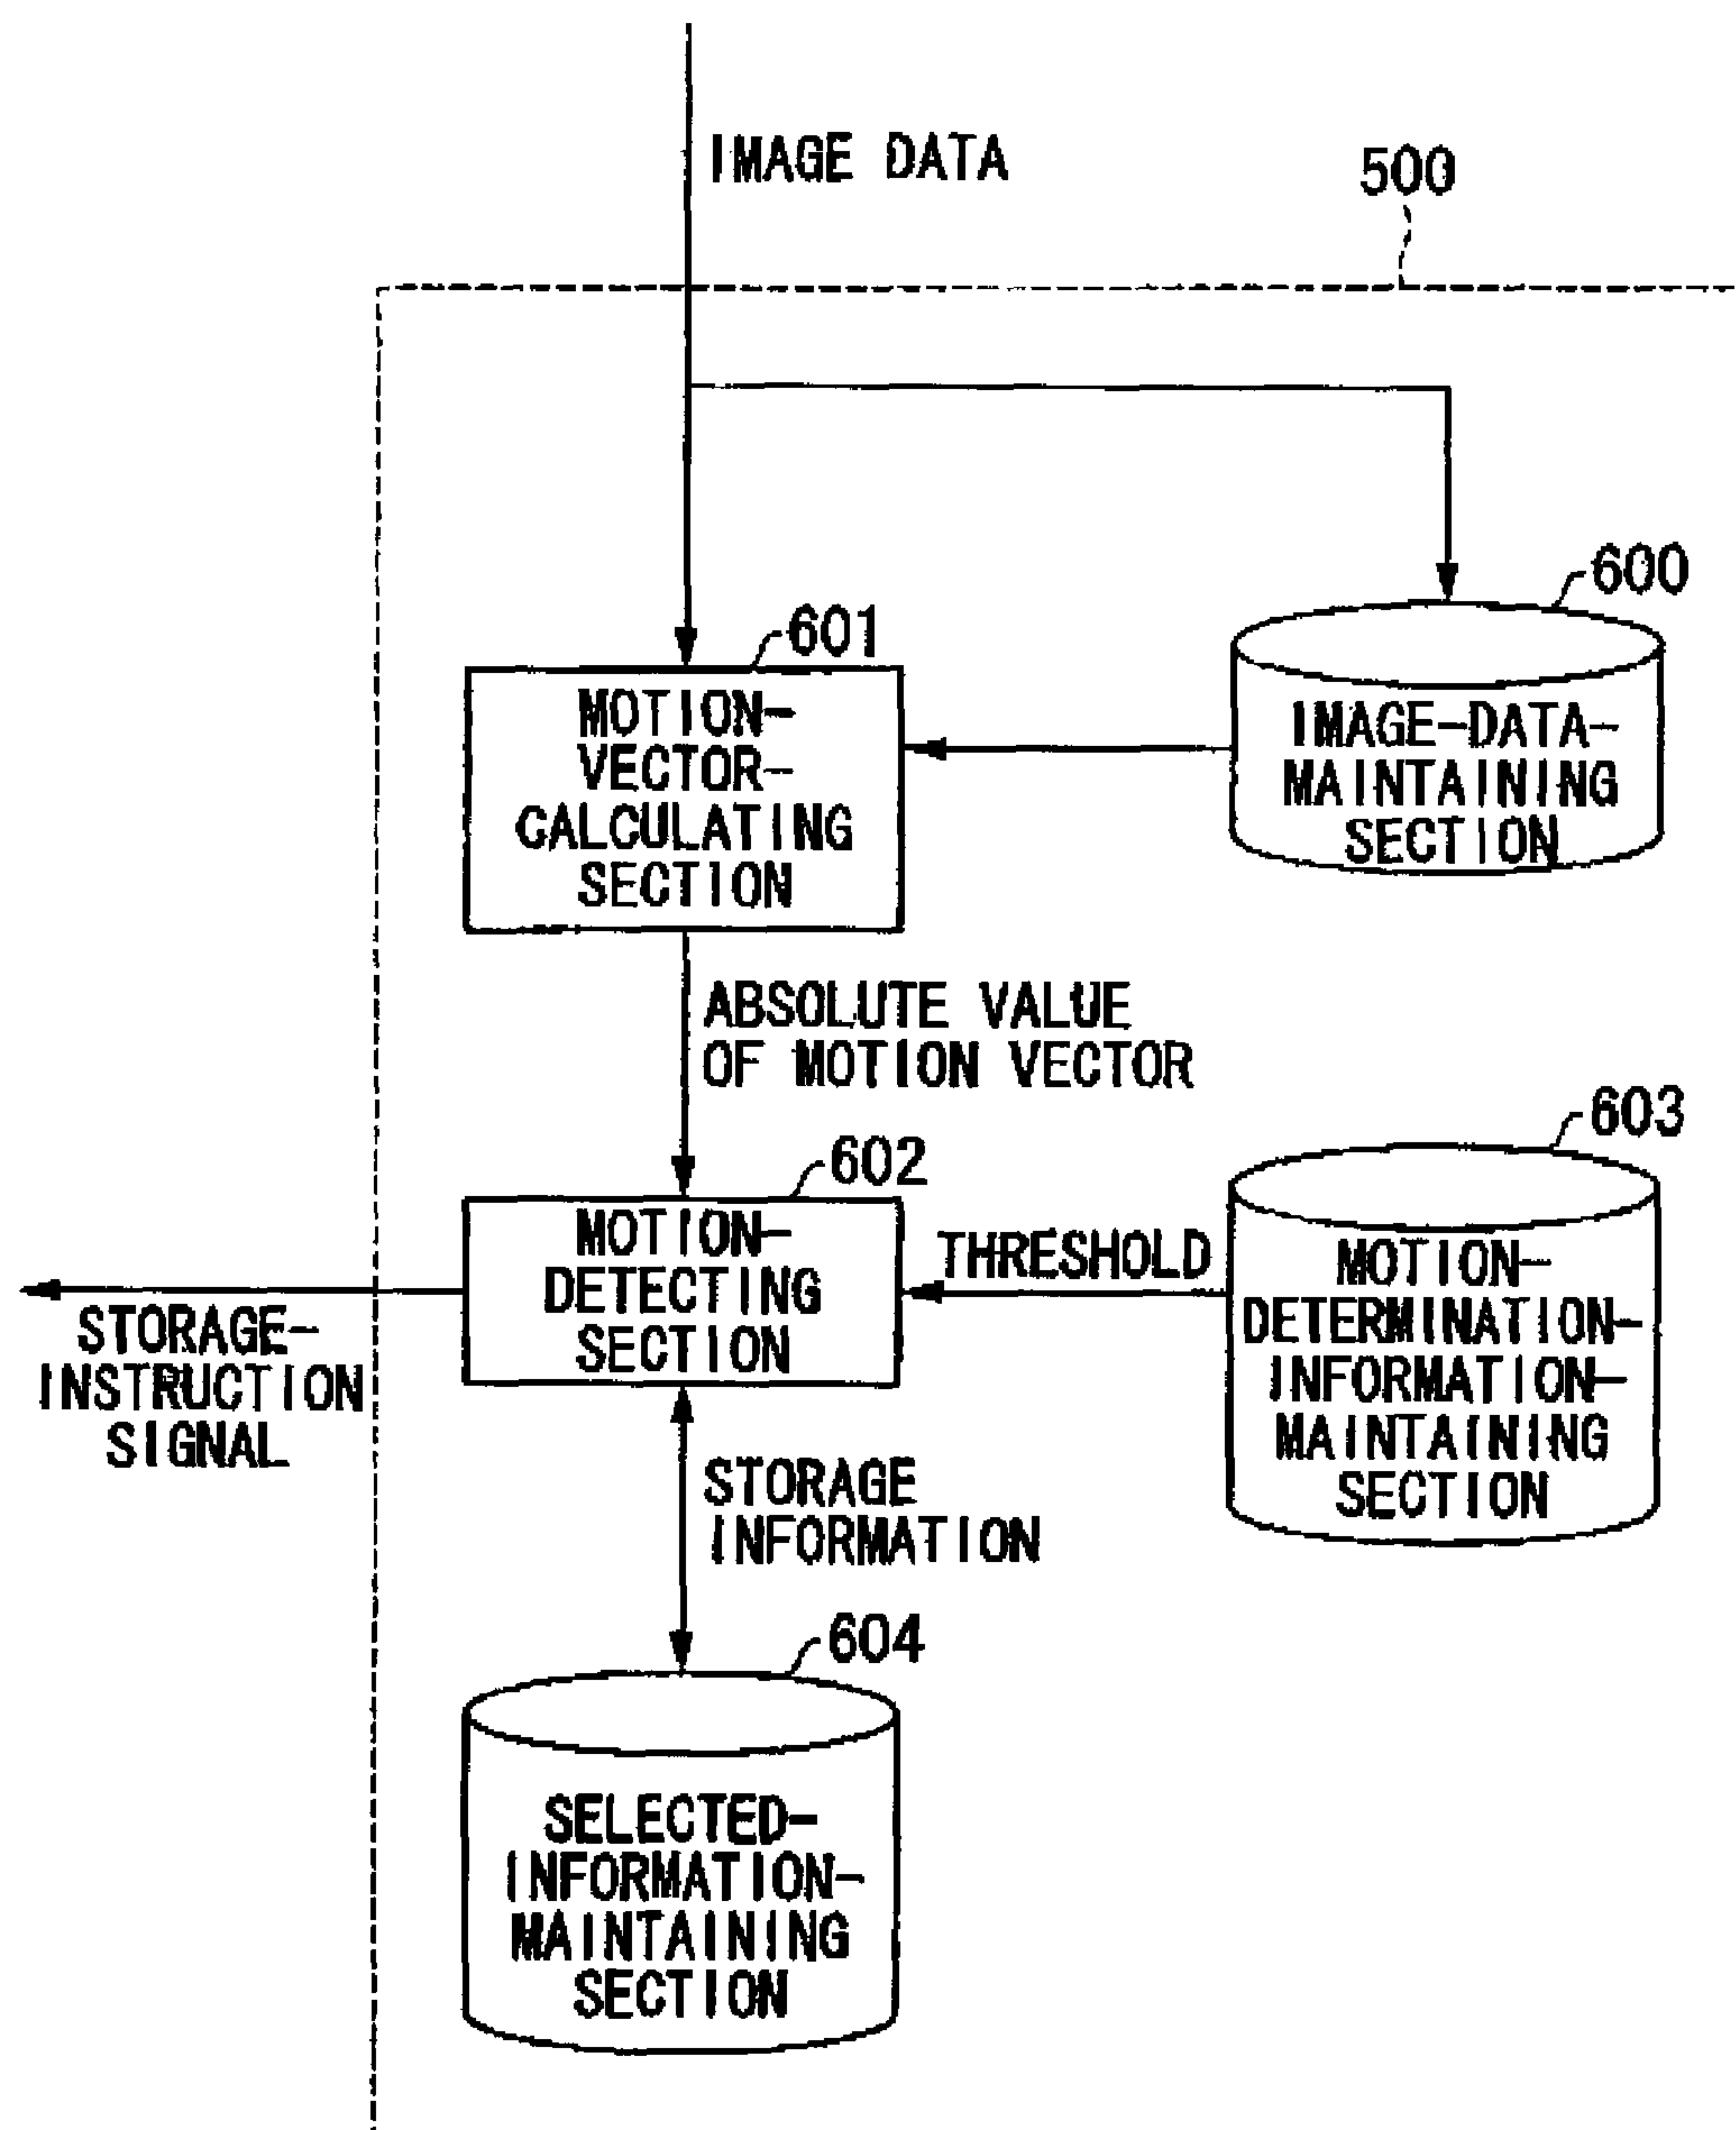 IMAGE DATA
500
600
601
MOTION-
VECTOR-
CALCULATING
SECTION
IMAGE-DATA-
MAINTAINING
SECTION
ABSOLUTE VALUE
OF MOTION VECTOR
603
602
MOTION-
DETECTING
SECTION
THRESHOLD
MOTION-
DETERMINATION-
INFORMATION-
MAINTAINING
SECTION
STORAGE-
INSTRUCTION
SIGNAL
STORAGE
INFORMATION
604
SELECTED-
INFORMATION-
MAINTAINING
SECTION